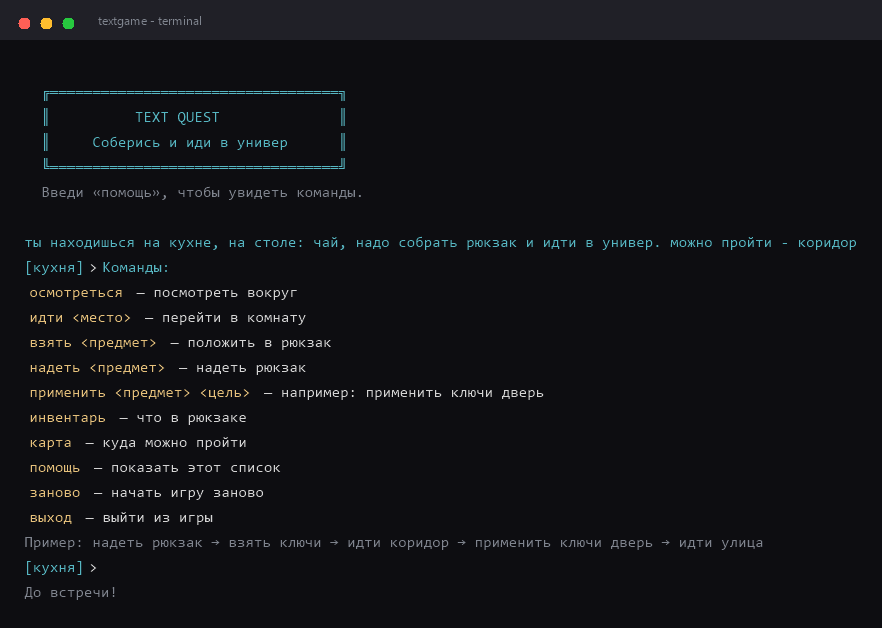 textgame - terminal
TEXT QUEST
Соберись и иди в универ
Введи «помощь», чтобы увидеть команды.
ты находишься на кухне, на столе: чай, надо собрать рюкзак и идти в универ. можно пройти - коридор
[кухня] > Команды:
осмотреться — посмотреть вокруг
идти <место> — перейти в комнату
взять <предмет> — положить в рюкзак
надеть <предмет> — надеть рюкзак
применить <предмет> <цель> — например: применить ключи дверь
инвентарь — что в рюкзаке
карта — куда можно пройти
помощь — показать этот список
заново — начать игру заново
выход — выйти из игры
Пример: надеть рюкзак → взять ключи → идти коридор → применить ключи дверь → идти улица
[кухня] >
До встречи!